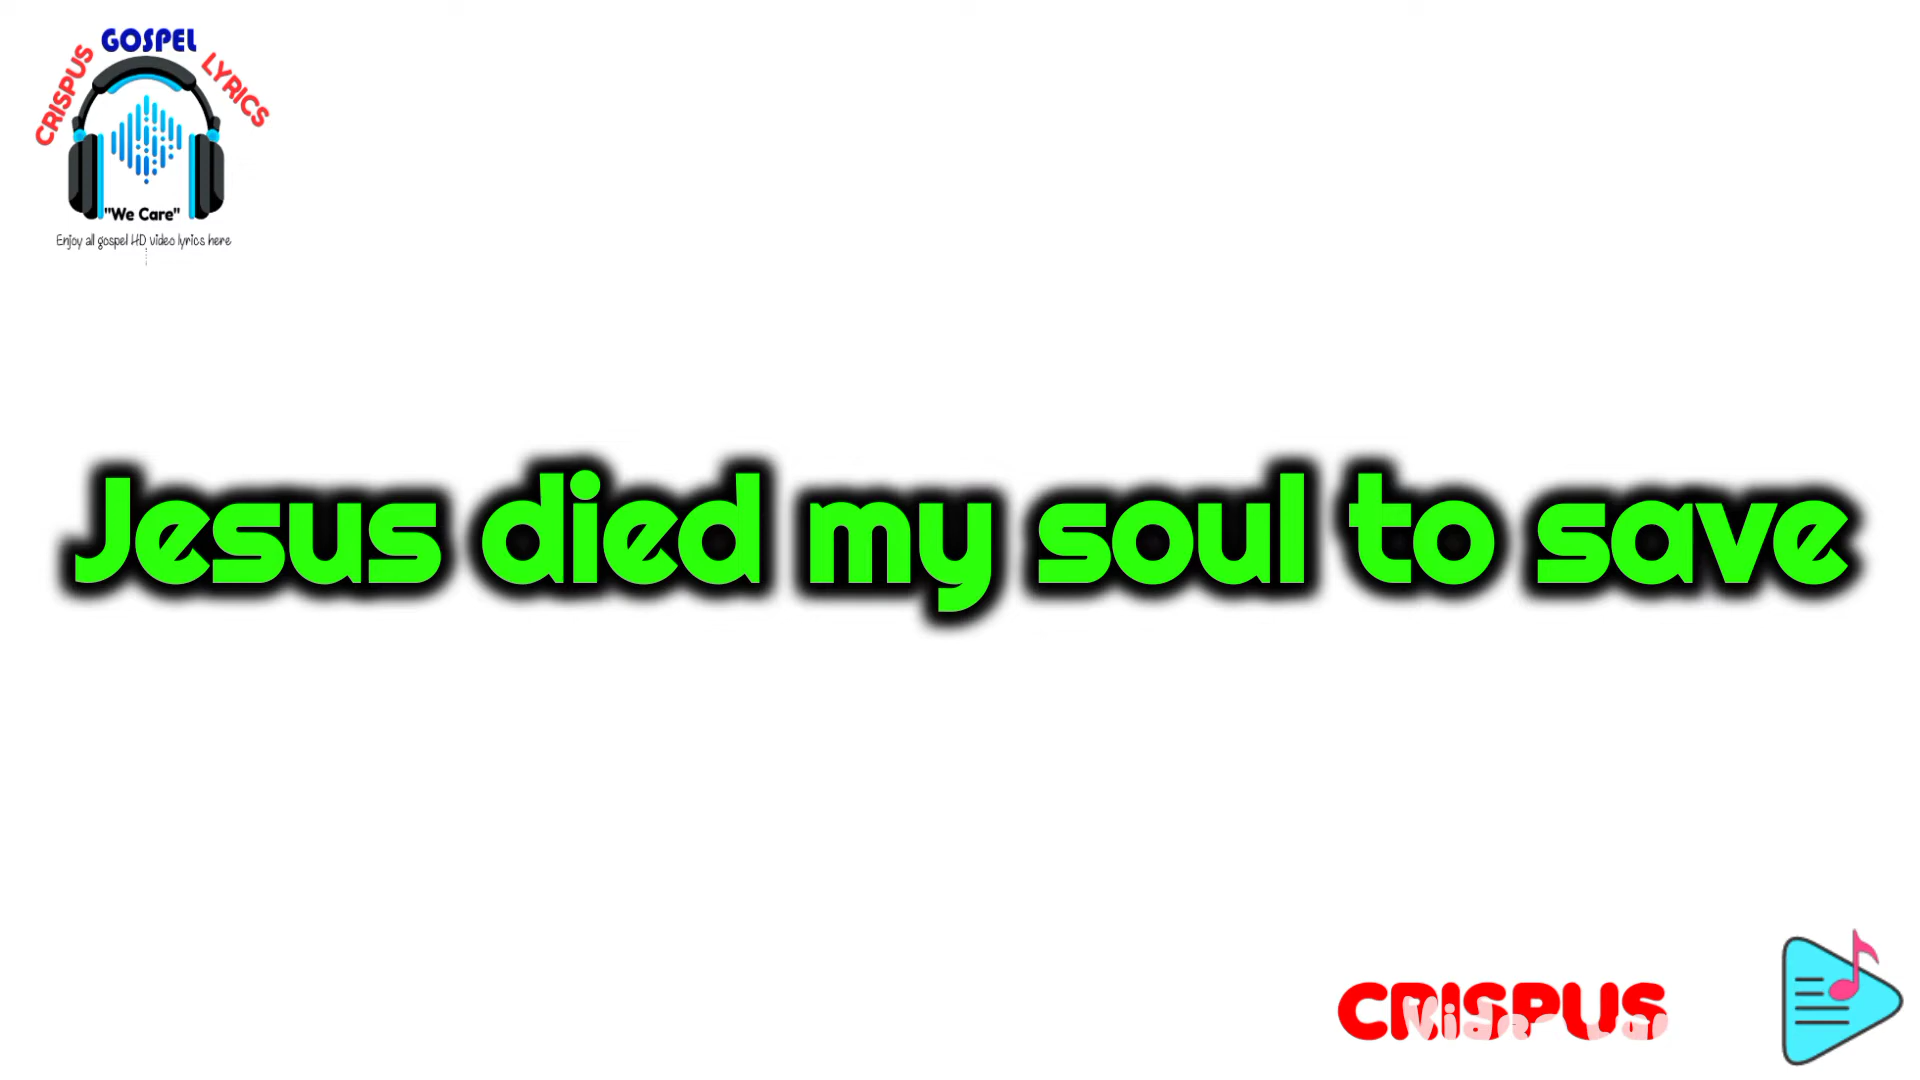 CRISPUS GOSPEL LYRICS
"We Care"
Enjoy all gospel HD video lyrics here
Jesus died my soul to save
CRISPUS